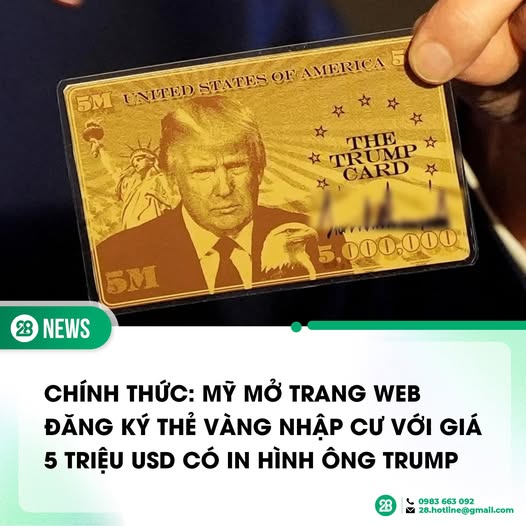 5M UNITED STATES OF AMERICA 5
THE
TRUMP
CARD
5M
5,000,000
28 NEWS
CHÍNH THỨC: MỸ MỞ TRANG WEB
ĐĂNG KÝ THẺ VÀNG NHẬP CƯ VỚI GIÁ
5 TRIỆU USD CÓ IN HÌNH ÔNG TRUMP
28
0983 663 092
28.hotline@gmail.com